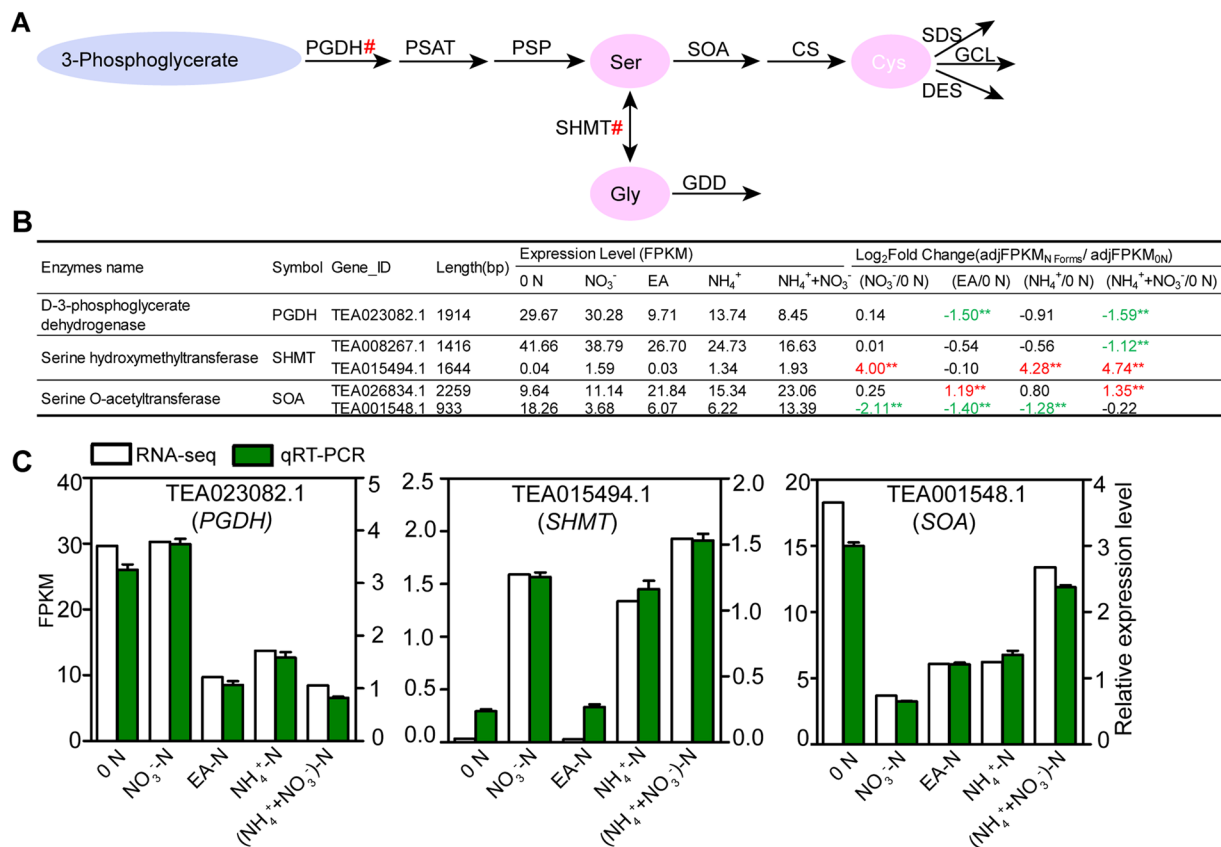 A
3-Phosphoglycerate PGDH# PSAT PSP Ser SOA CS Cys SDS GCL DES
SHMT#
Gly GDD
B
Enzymes name Symbol Gene_ID Length(bp) Expression Level (FPKM) Log₂Fold Change(adjFPKM_N Forms/ adjFPKM_0N)
0 N NO₃⁻ EA NH₄⁺ NH₄⁺+NO₃⁻ (NO₃⁻/0 N) (EA/0 N) (NH₄⁺/0 N) (NH₄⁺+NO₃⁻/0 N)
D-3-phosphoglycerate
dehydrogenase PGDH TEA023082.1 1914 29.67 30.28 9.71 13.74 8.45 0.14 -1.50** -0.91 -1.59**
Serine hydroxymethyltransferase SHMT TEA008267.1 1416 41.66 38.79 26.70 24.73 16.63 0.01 -0.54 -0.56 -1.12**
TEA015494.1 1644 0.04 1.59 0.03 1.34 1.93 4.00** -0.10 4.28** 4.74**
Serine O-acetyltransferase SOA TEA026834.1 2259 9.64 11.14 21.84 15.34 23.06 0.25 1.19** 0.80 1.35**
TEA001548.1 933 18.26 3.68 6.07 6.22 13.39 -2.11** -1.40** -1.28** -0.22
C
RNA-seq qRT-PCR
TEA023082.1
(PGDH)
FPKM
40
30
20
10
0
5
4
3
2
1
0
0 N NO₃⁻-N EA-N NH₄⁺-N (NH₄⁺+NO₃⁻)-N
TEA015494.1
(SHMT)
2.5
2.0
1.5
1.0
0.5
0.0
2.0
1.5
1.0
0.5
0.0
0 N NO₃⁻-N EA-N NH₄⁺-N (NH₄⁺+NO₃⁻)-N
TEA001548.1
(SOA)
20
15
10
5
0
4
3
2
1
0
Relative expression level
0 N NO₃⁻-N EA-N NH₄⁺-N (NH₄⁺+NO₃⁻)-N